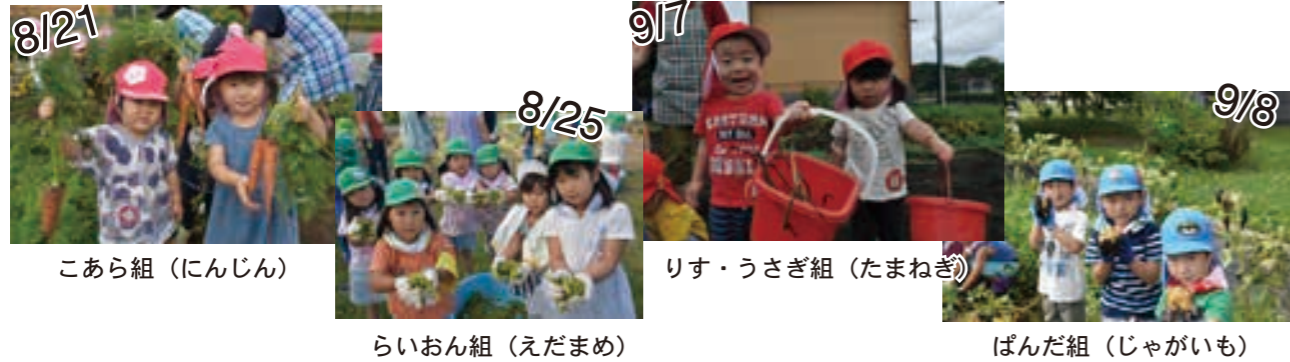 8/21
こあら組（にんじん）
8/25
らいおん組（えだまめ）
9/7
りす・うさぎ組（たまねぎ）
9/8
ぱんだ組（じゃがいも）